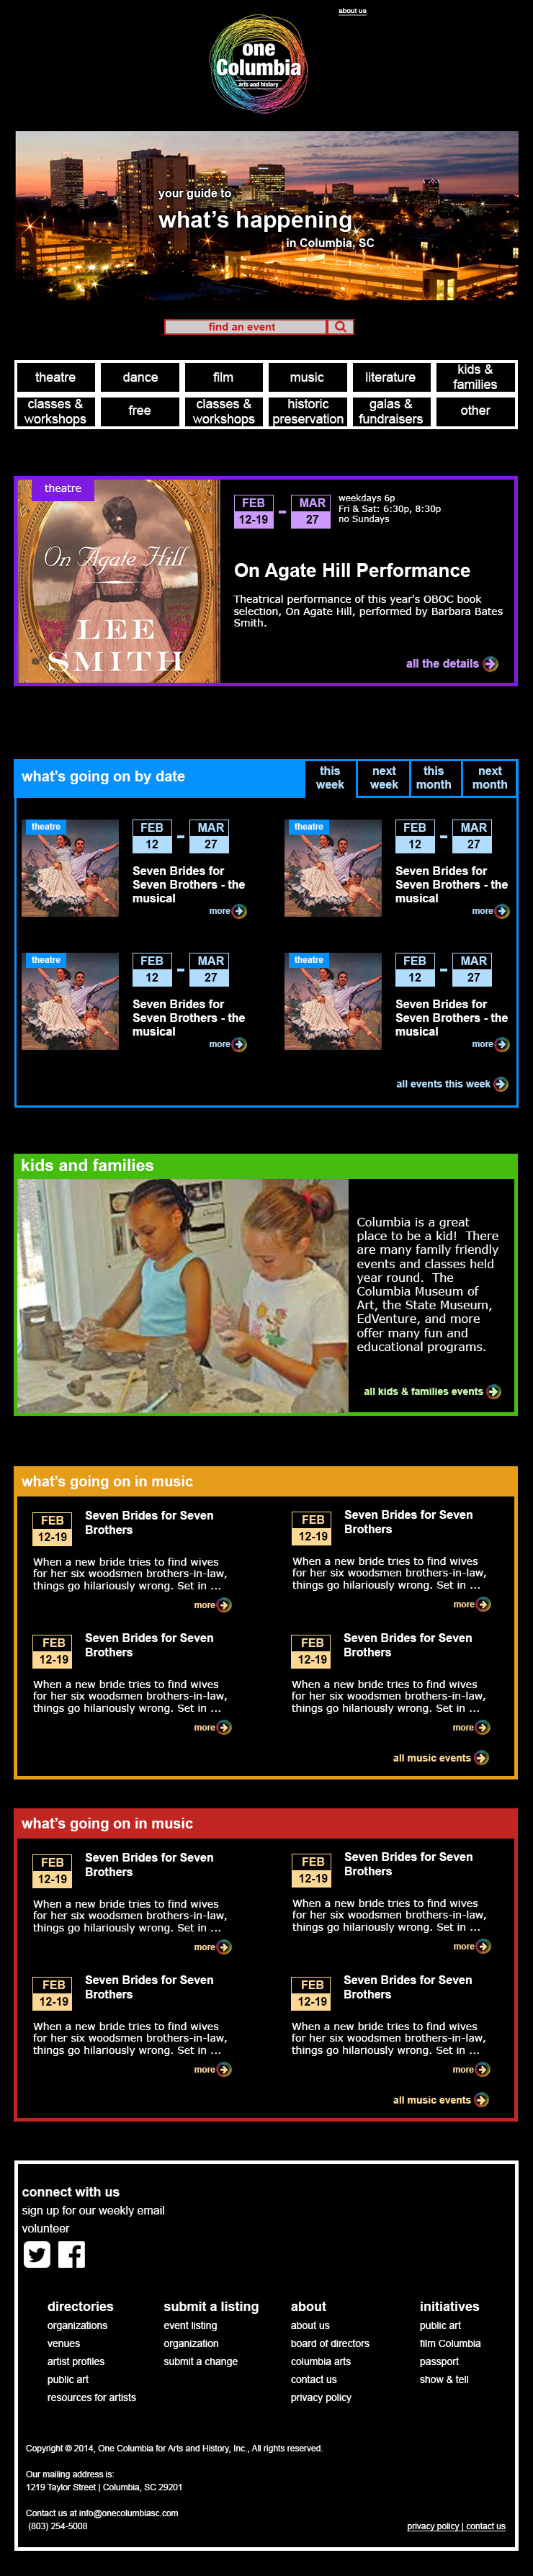 about us
one
Columbia
arts and history
your guide to
what's happening
in Columbia, SC
find an event
theatre
dance
film
music
literature
kids &
families
classes &
workshops
free
classes &
workshops
historic
preservation
galas &
fundraisers
other
theatre
On Agate Hill
LEE
SMITH
FEB
12-19
-
MAR
27
weekdays 6p
Fri & Sat: 6:30p, 8:30p
no Sundays
On Agate Hill Performance
Theatrical performance of this year's OBOC book
selection, On Agate Hill, performed by Barbara Bates
Smith.
all the details
what's going on by date
this
week
next
week
this
month
next
month
theatre
FEB
12
-
MAR
27
Seven Brides for
Seven Brothers - the
musical
more
theatre
FEB
12
-
MAR
27
Seven Brides for
Seven Brothers - the
musical
more
theatre
FEB
12
-
MAR
27
Seven Brides for
Seven Brothers - the
musical
more
theatre
FEB
12
-
MAR
27
Seven Brides for
Seven Brothers - the
musical
more
all events this week
kids and families
Columbia is a great
place to be a kid! There
are many family friendly
events and classes held
year round. The
Columbia Museum of
Art, the State Museum,
EdVenture, and more
offer many fun and
educational programs.
all kids & families events
what's going on in music
FEB
12-19
Seven Brides for Seven
Brothers
When a new bride tries to find wives
for her six woodsmen brothers-in-law,
things go hilariously wrong. Set in ...
more
FEB
12-19
Seven Brides for Seven
Brothers
When a new bride tries to find wives
for her six woodsmen brothers-in-law,
things go hilariously wrong. Set in ...
more
FEB
12-19
Seven Brides for Seven
Brothers
When a new bride tries to find wives
for her six woodsmen brothers-in-law,
things go hilariously wrong. Set in ...
more
FEB
12-19
Seven Brides for Seven
Brothers
When a new bride tries to find wives
for her six woodsmen brothers-in-law,
things go hilariously wrong. Set in ...
more
all music events
what's going on in music
FEB
12-19
Seven Brides for Seven
Brothers
When a new bride tries to find wives
for her six woodsmen brothers-in-law,
things go hilariously wrong. Set in ...
more
FEB
12-19
Seven Brides for Seven
Brothers
When a new bride tries to find wives
for her six woodsmen brothers-in-law,
things go hilariously wrong. Set in ...
more
FEB
12-19
Seven Brides for Seven
Brothers
When a new bride tries to find wives
for her six woodsmen brothers-in-law,
things go hilariously wrong. Set in ...
more
FEB
12-19
Seven Brides for Seven
Brothers
When a new bride tries to find wives
for her six woodsmen brothers-in-law,
things go hilariously wrong. Set in ...
more
all music events
connect with us
sign up for our weekly email
volunteer
directories
organizations
venues
artist profiles
public art
resources for artists
submit a listing
event listing
organization
submit a change
about
about us
board of directors
columbia arts
contact us
privacy policy
initiatives
public art
film Columbia
passport
show & tell
Copyright © 2014, One Columbia for Arts and History, Inc., All rights reserved.
Our mailing address is:
1219 Taylor Street | Columbia, SC 29201
Contact us at info@onecolumbiasc.com
(803) 254-5008
privacy policy | contact us